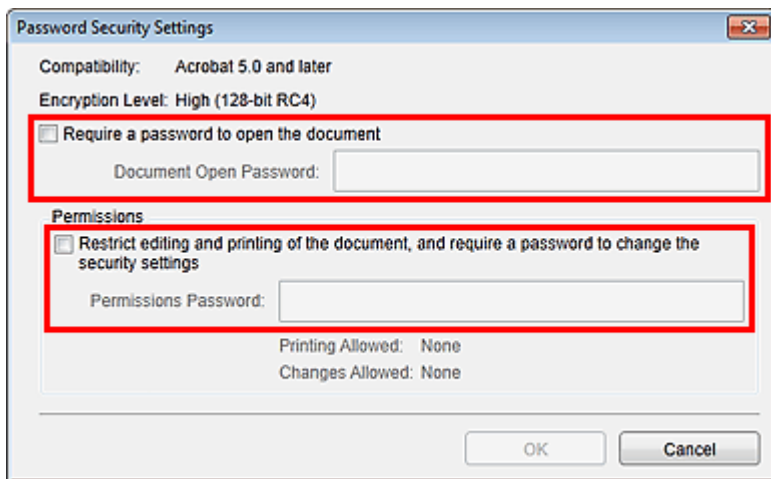 Password Security Settings
Compatibility: Acrobat 5.0 and later
Encryption Level: High (128-bit RC4)
Require a password to open the document
Document Open Password:
Permissions
Restrict editing and printing of the document, and require a password to change the
security settings
Permissions Password:
Printing Allowed: None
Changes Allowed: None
OK Cancel